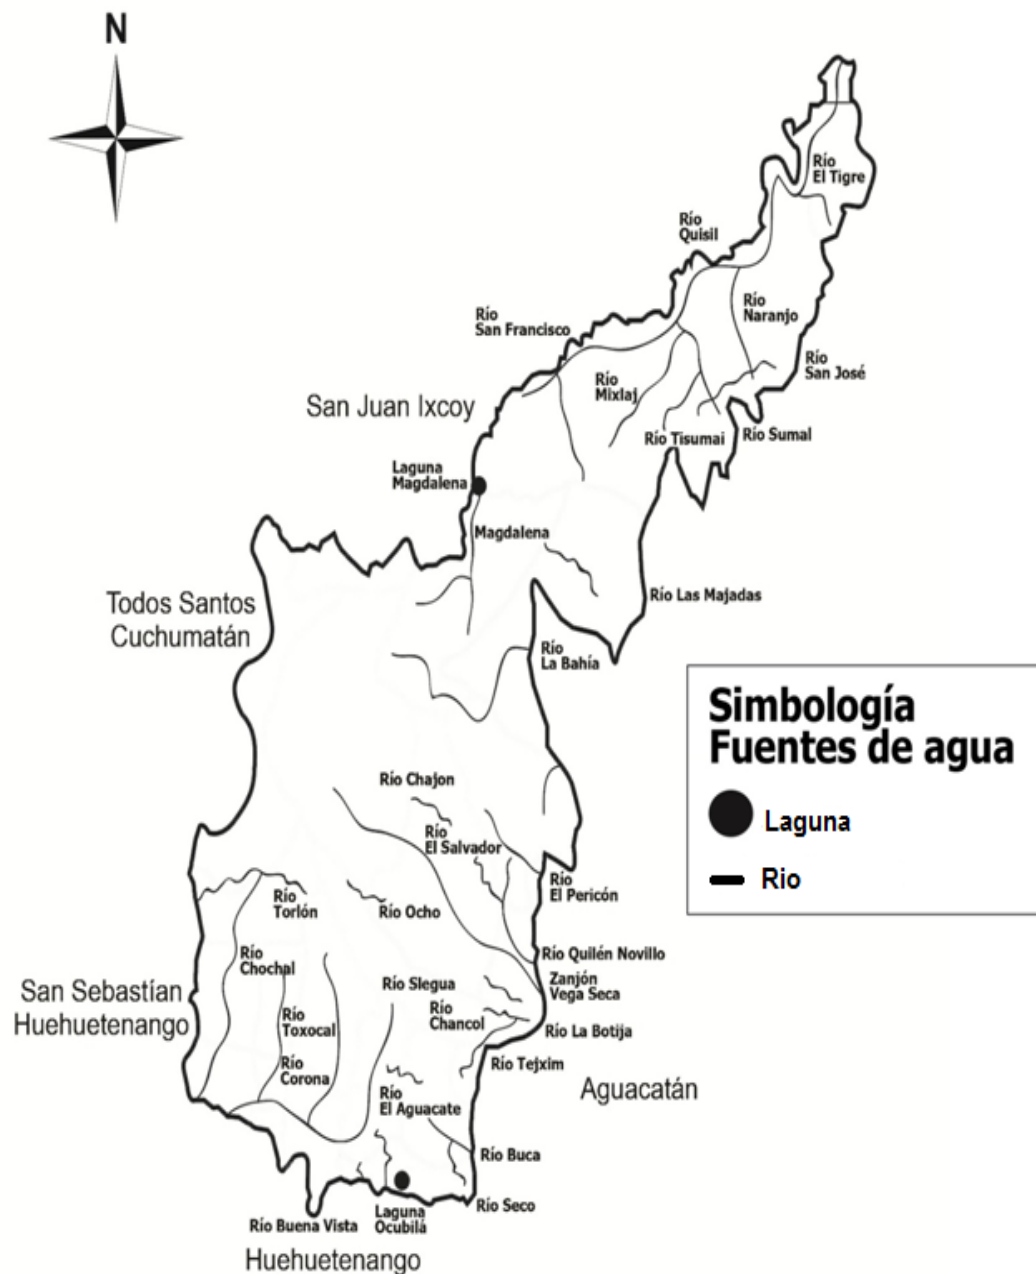 N
Río
El Tigre
Río
Quisil
Río
Naranjo
Río
San Francisco
Río
San José
Río
Mixlaj
San Juan Ixcoy
Río Tisumai
Río Sumal
Laguna
Magdalena
Magdalena
Río Las Majadas
Todos Santos
Cuchumatán
Río
La Bahía
Simbología
Fuentes de agua
Laguna
Rio
Río Chajon
Río
El Salvador
Río
El Pericón
Río
Torlón
Río Ocho
Río Quilén Novillo
Río
Chochal
Zanjón
Vega Seca
San Sebastían
Huehuetenango
Río Slegua
Río
Chancol
Río
Toxocal
Río La Botija
Río
Corona
Río Tejxim
Aguacatán
Río
El Aguacate
Río Buca
Río Seco
Río Buena Vista
Laguna
Ocubilá
Huehuetenango